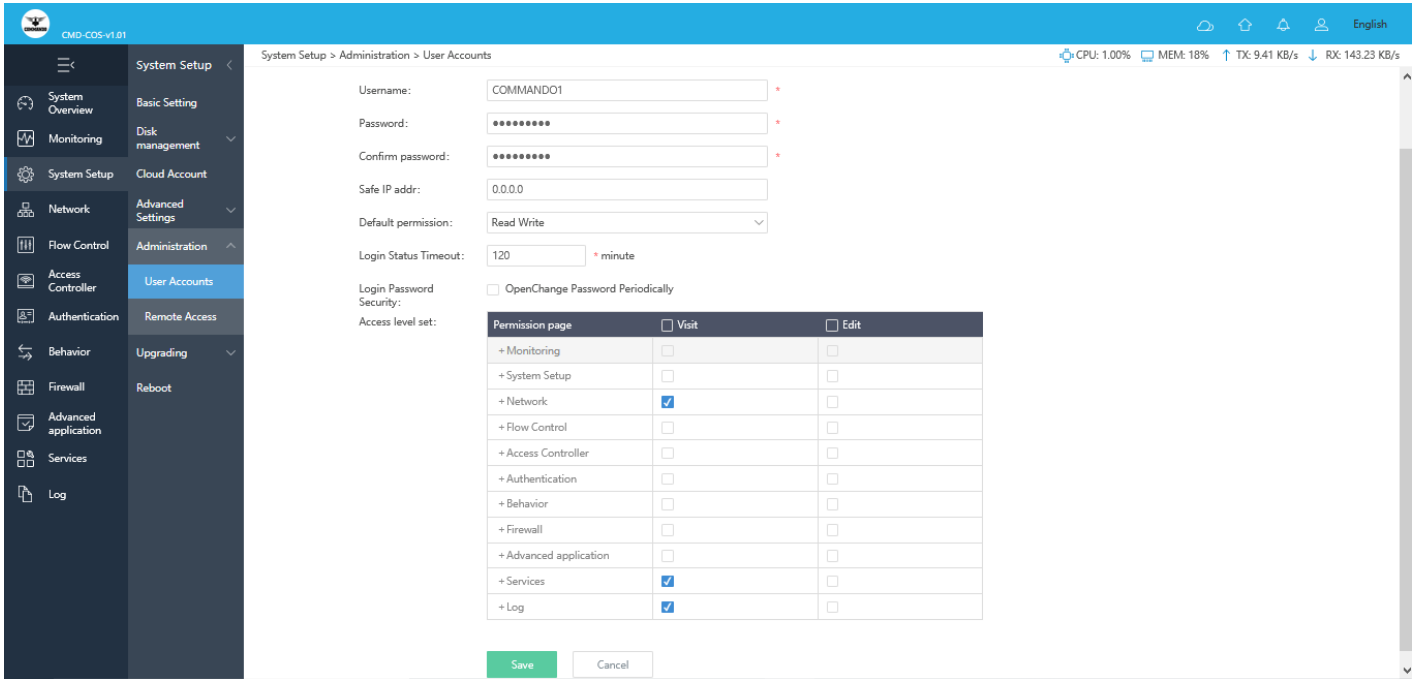 COMMANDO
CMD-COS-v1.01
English
System Setup
System Setup > Administration > User Accounts
CPU: 1.00% MEM: 18% TX: 9.41 KB/s RX: 143.23 KB/s
System
Overview
Monitoring
System Setup
Network
Flow Control
Access
Controller
Authentication
Behavior
Firewall
Advanced
application
Services
Log
Basic Setting
Disk
management
Cloud Account
Advanced
Settings
Administration
User Accounts
Remote Access
Upgrading
Reboot
Username: COMMANDO1 *
Password: ••••••••• *
Confirm password: ••••••••• *
Safe IP addr: 0.0.0.0
Default permission: Read Write
Login Status Timeout: 120 * minute
Login Password
Security:
OpenChange Password Periodically
Access level set:
Permission page Visit Edit
+Monitoring
+System Setup
+Network
+Flow Control
+Access Controller
+Authentication
+Behavior
+Firewall
+Advanced application
+Services
+Log
Save Cancel